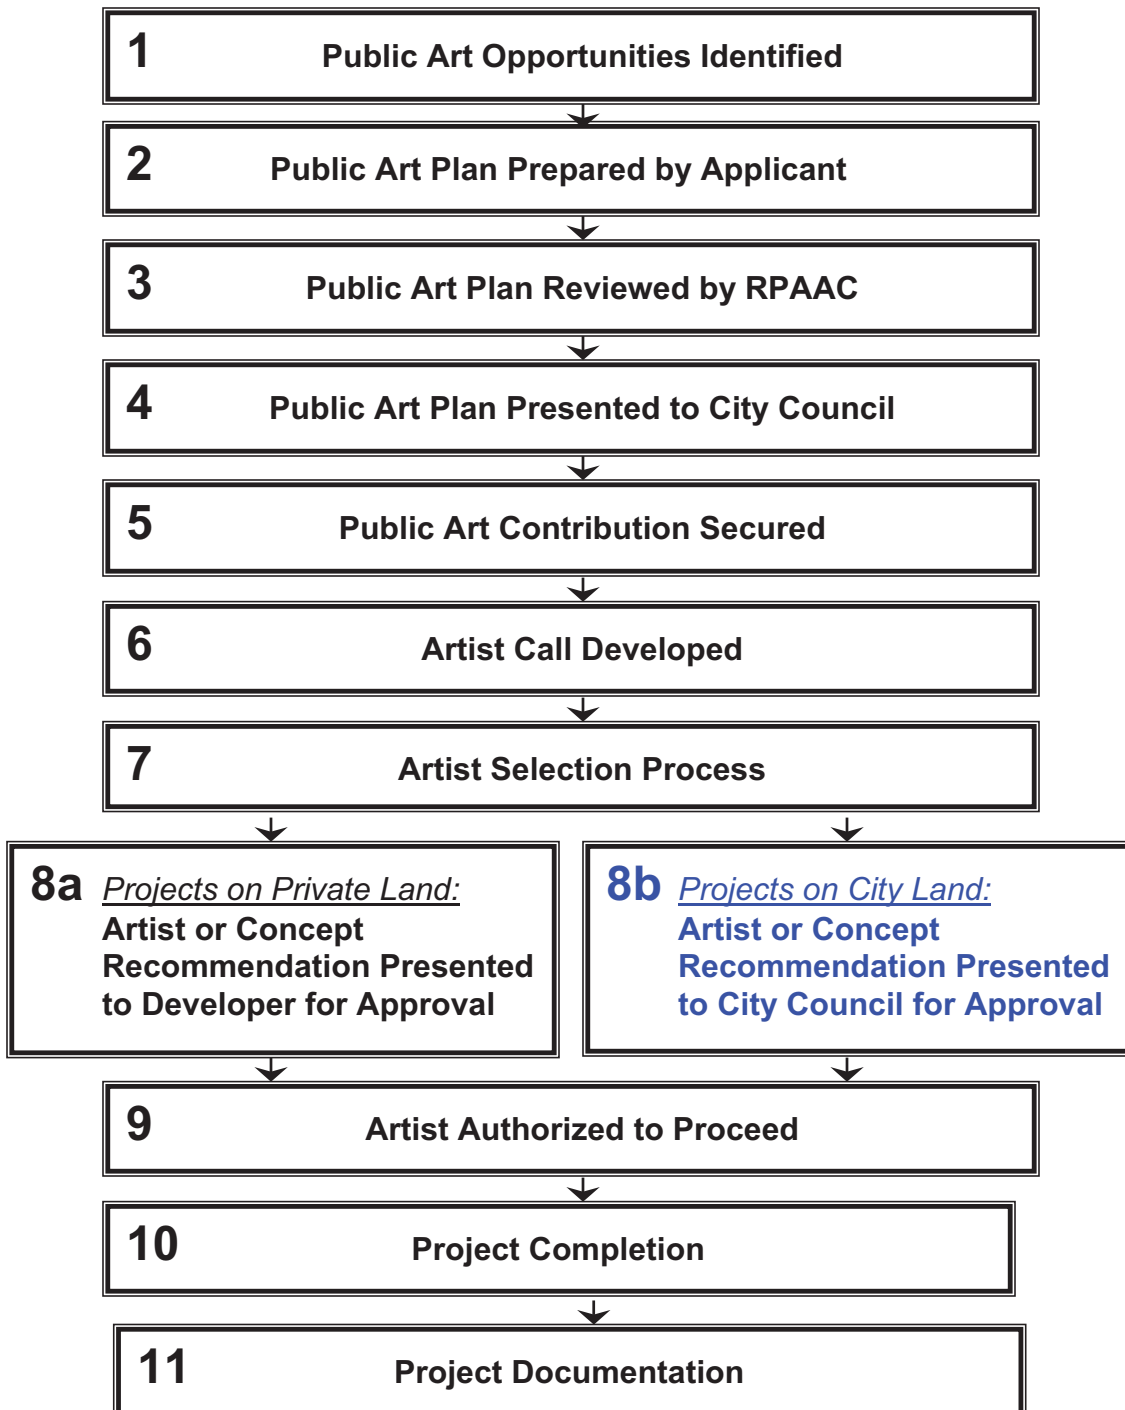 1 Public Art Opportunities Identified
2 Public Art Plan Prepared by Applicant
3 Public Art Plan Reviewed by RPAAC
4 Public Art Plan Presented to City Council
5 Public Art Contribution Secured
6 Artist Call Developed
7 Artist Selection Process
8a Projects on Private Land:
Artist or Concept
Recommendation Presented
to Developer for Approval
8b Projects on City Land:
Artist or Concept
Recommendation Presented
to City Council for Approval
9 Artist Authorized to Proceed
10 Project Completion
11 Project Documentation